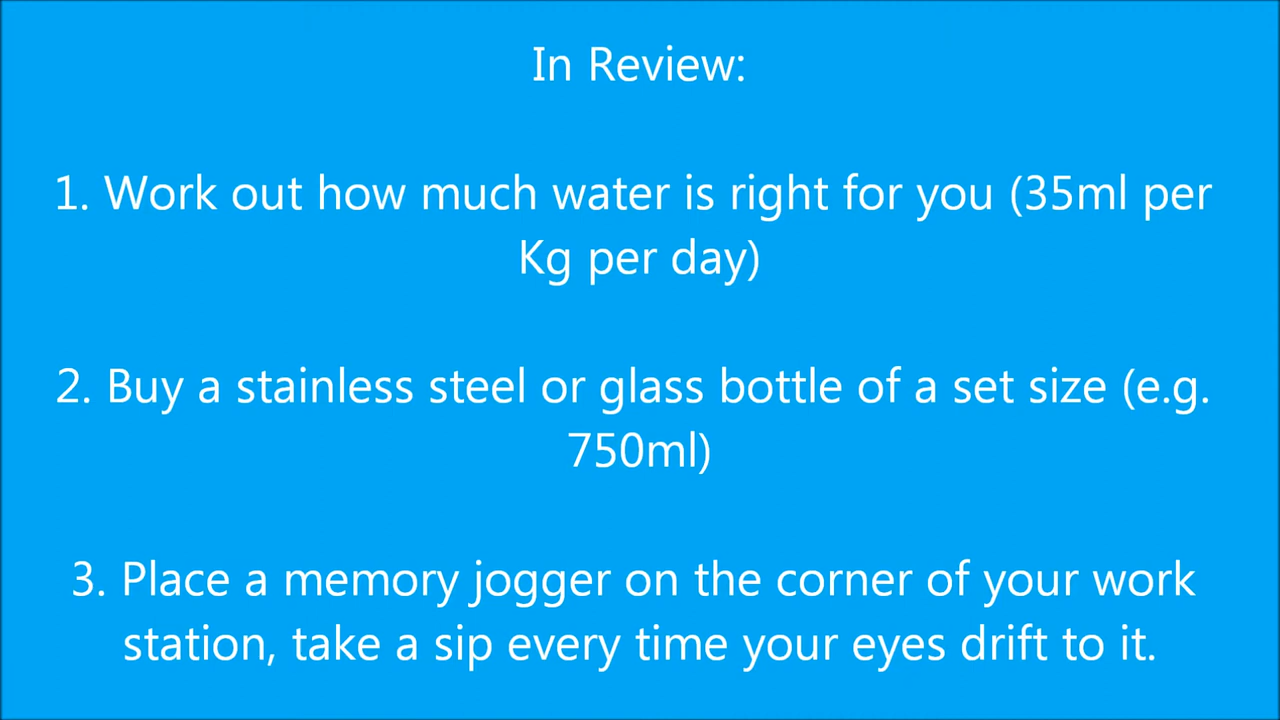 In Review:
1. Work out how much water is right for you (35ml per
Kg per day)
2. Buy a stainless steel or glass bottle of a set size (e.g.
750ml)
3. Place a memory jogger on the corner of your work
station, take a sip every time your eyes drift to it.